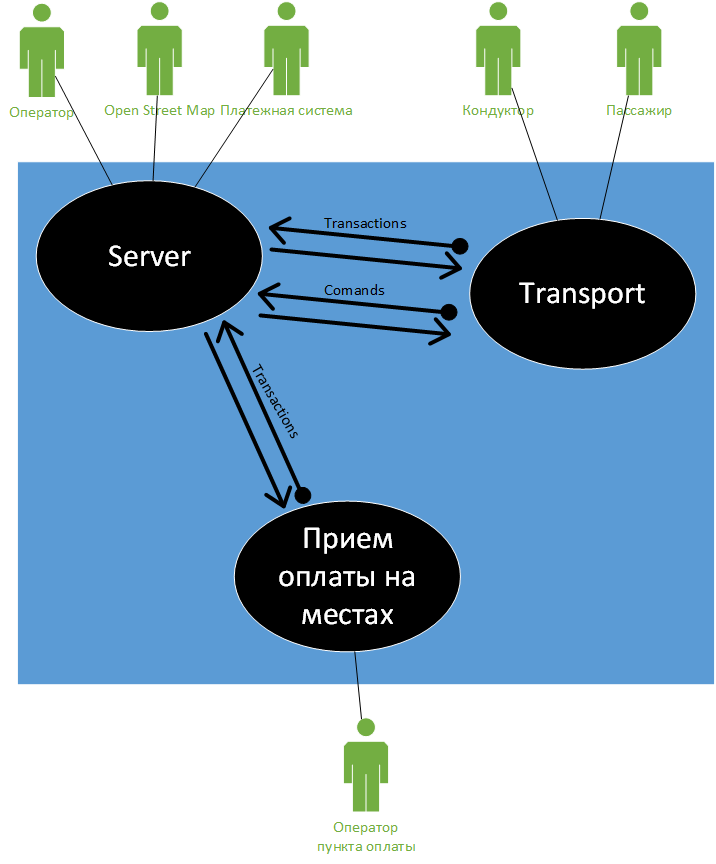 Оператор
Open Street Map
Платежная система
Кондуктор
Пассажир
Server
Transactions
Transport
Comands
Transactions
Прием
оплаты на
местах
Оператор
пункта оплаты